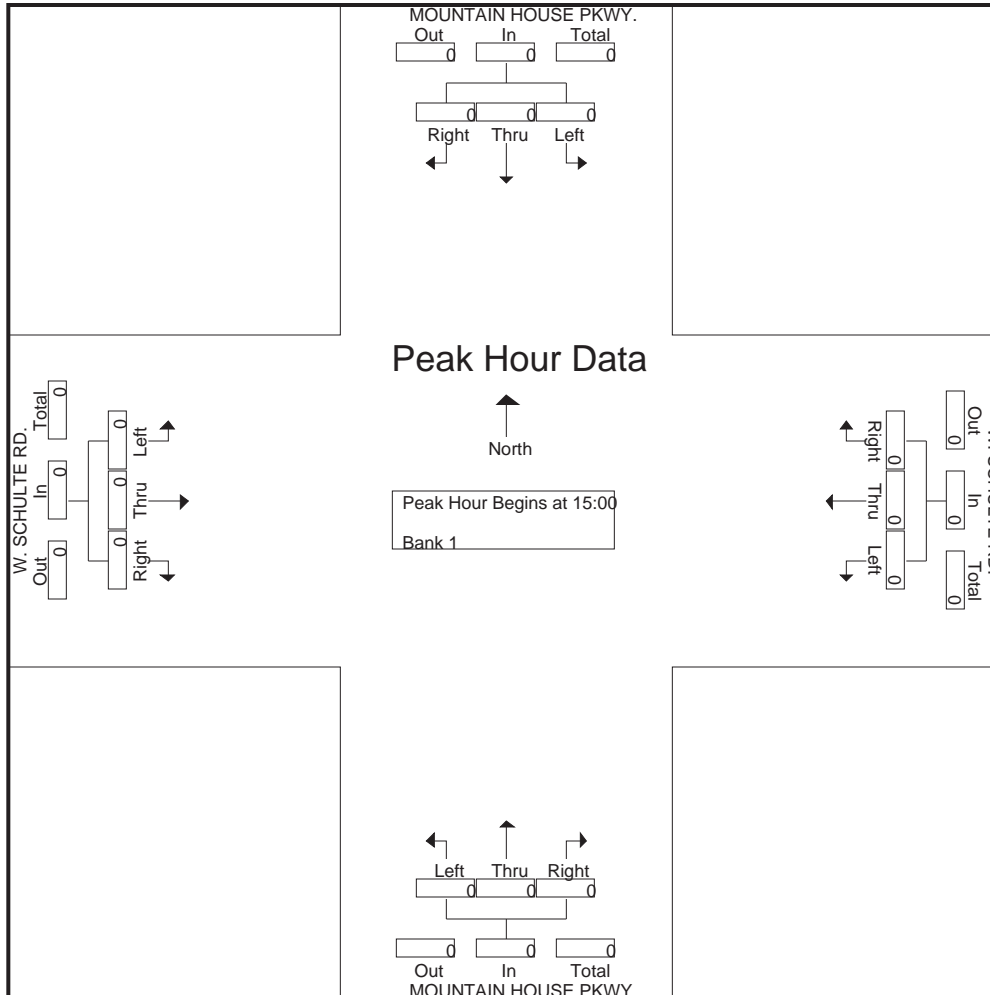 MOUNTAIN HOUSE PKWY.
Out In Total
0 0 0
0 0 0
Right Thru Left
Peak Hour Data
North
Peak Hour Begins at 15:00
Bank 1
W. SCHULTE RD.
Total In Out
0 0 0
0 0 0
Left Thru Right
Out In Total
0 0 0
0 0 0
Right Thru Left
Left Thru Right
0 0 0
0 0 0
Out In Total
MOUNTAIN HOUSE PKWY